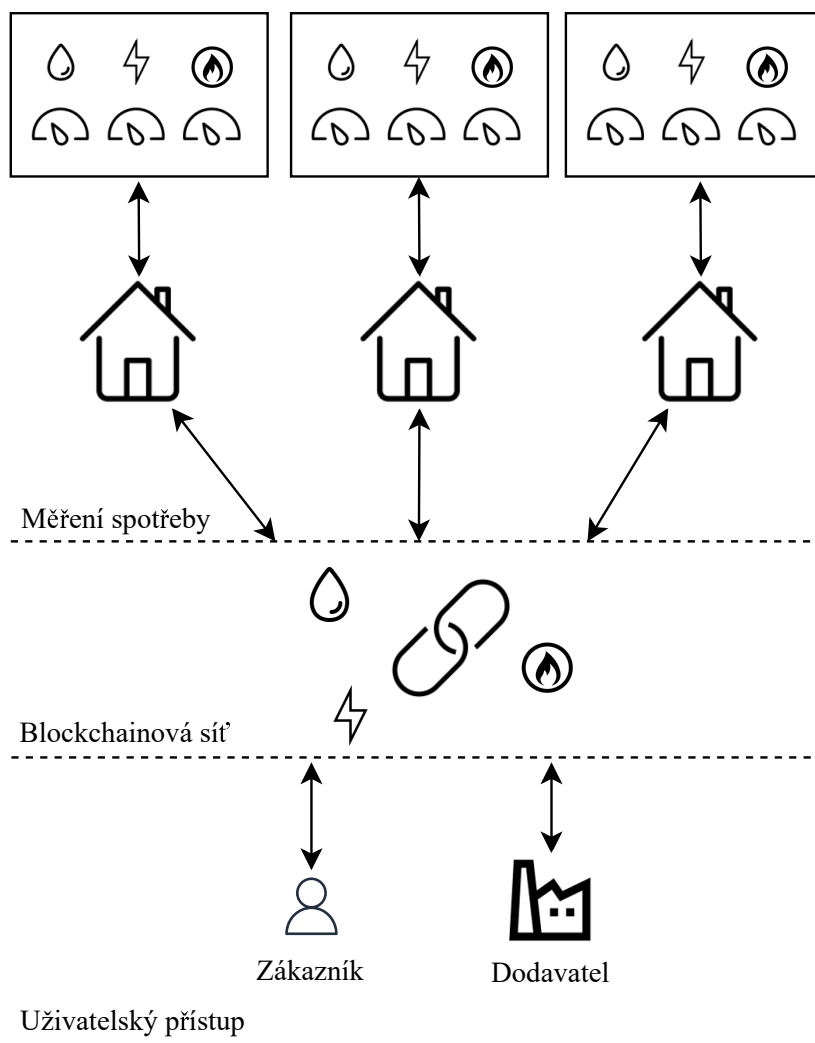 Měření spotřeby
Blockchainová síť
Zákazník
Dodavatel
Uživatelský přístup